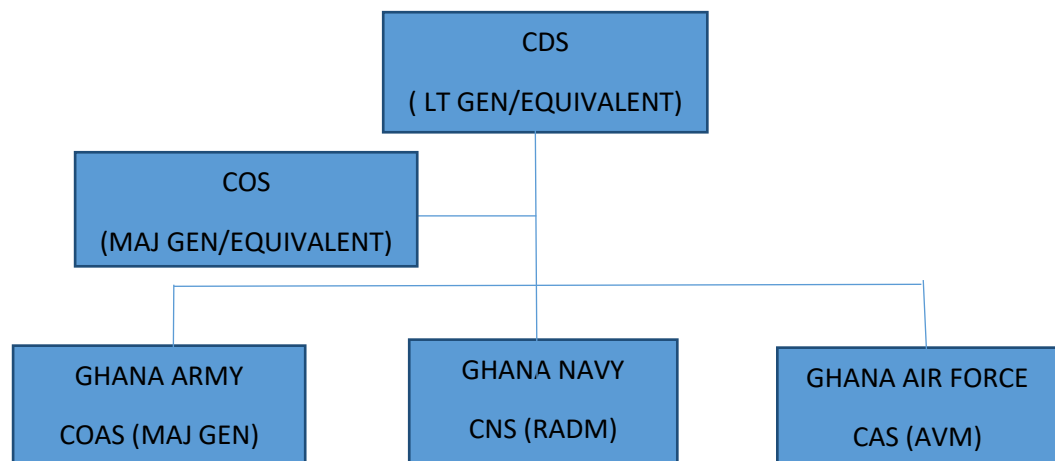 CDS
( LT GEN/EQUIVALENT)
COS
(MAJ GEN/EQUIVALENT)
GHANA ARMY
COAS (MAJ GEN)
GHANA NAVY
CNS (RADM)
GHANA AIR FORCE
CAS (AVM)